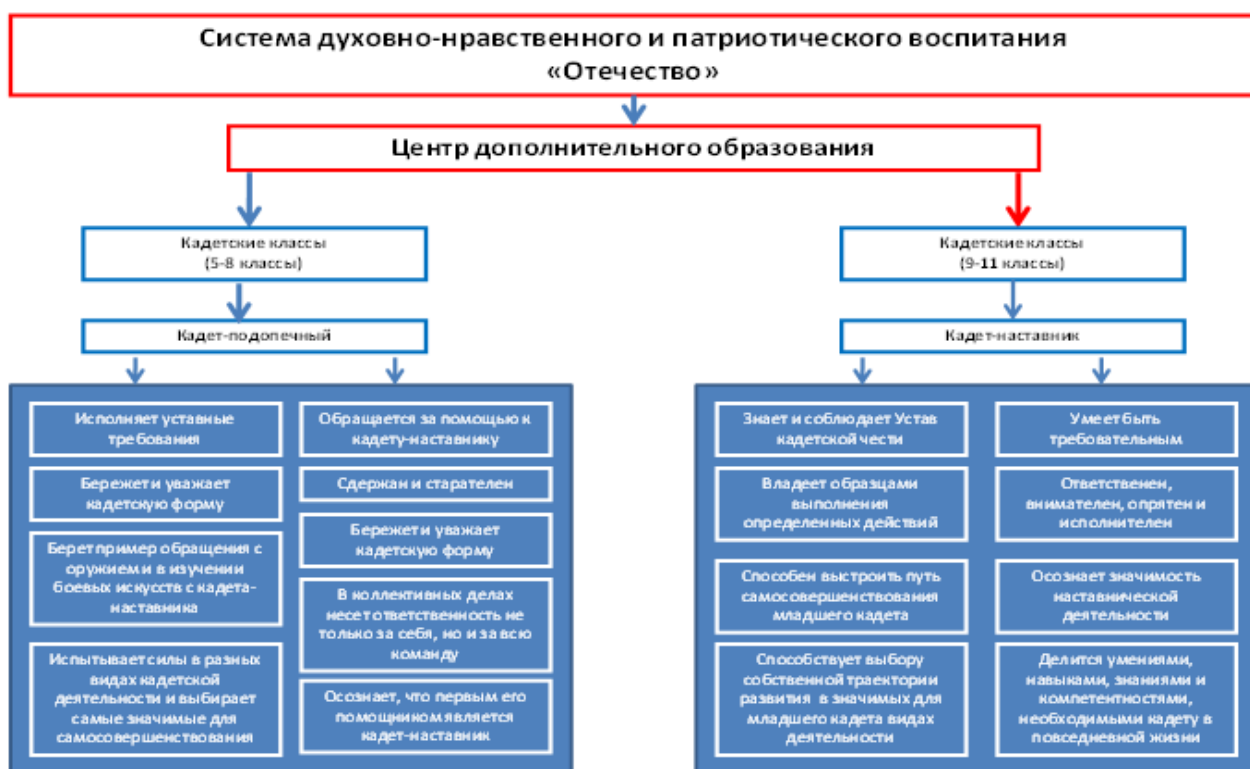 Система духовно-нравственного и патриотического воспитания
«Отечество»
Центр дополнительного образования
Кадетские классы
(5-8 классы)
Кадетские классы
(9-11 классы)
Кадет-подопечный
Кадет-наставник
Исполняет уставные
требования
Бережет и уважает
кадетскую форму
Берет пример обращения с
оружием и в изучении
боевых искусств с кадета-
наставника
Испытывает силы в разных
видах кадетской
деятельности и выбирает
самые значимые для
самосовершенствования
Обращается за помощью к
кадету-наставнику
Сдержан и старателен
Бережет и уважает
кадетскую форму
В коллективных делах
несет ответственность не
только за себя, но и за всю
команду
Осознает, что первым его
помощником является
кадет-наставник
Знает и соблюдает Устав
кадетской чести
Владеет образцами
выполнения
определенных действий
Способен выстроить путь
самосовершенствования
младшего кадета
Способствует выбору
собственной траектории
развития в значимых для
младшего кадета видах
деятельности
Умеет быть
требовательным
Ответственен,
внимателен, опрятен и
исполнителен
Осознает значимость
наставнической
деятельности
Делится умениями,
навыками, знаниями и
компетентностями,
необходимыми кадету в
повседневной жизни